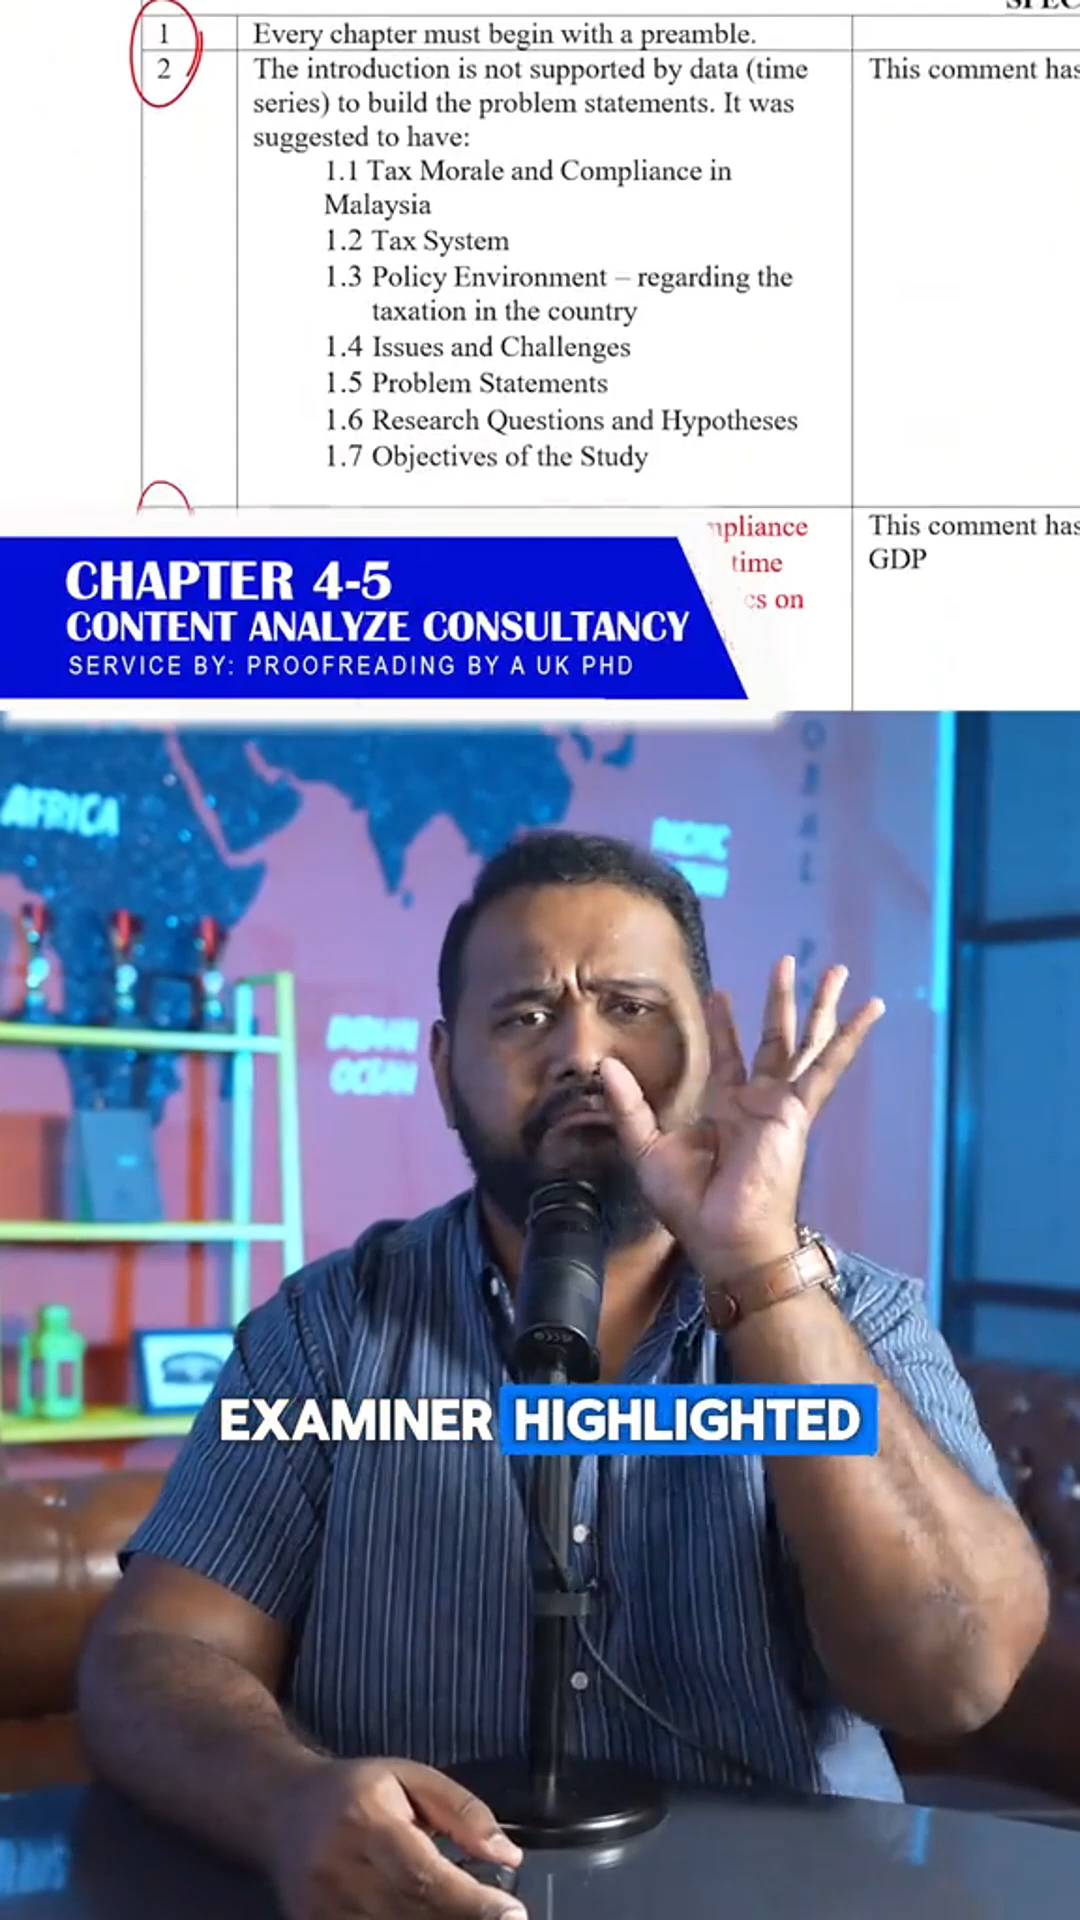 1
Every chapter must begin with a preamble.
2
The introduction is not supported by data (time
series) to build the problem statements. It was
suggested to have:
1.1 Tax Morale and Compliance in
Malaysia
1.2 Tax System
1.3 Policy Environment – regarding the
taxation in the country
1.4 Issues and Challenges
1.5 Problem Statements
1.6 Research Questions and Hypotheses
1.7 Objectives of the Study
This comment has
time
on
This comment has
GDP
CHAPTER 4-5
CONTENT ANALYZE CONSULTANCY
SERVICE BY: PROOFREADING BY A UK PHD
AFRICA
INDIAN
OCEAN
EXAMINER HIGHLIGHTED